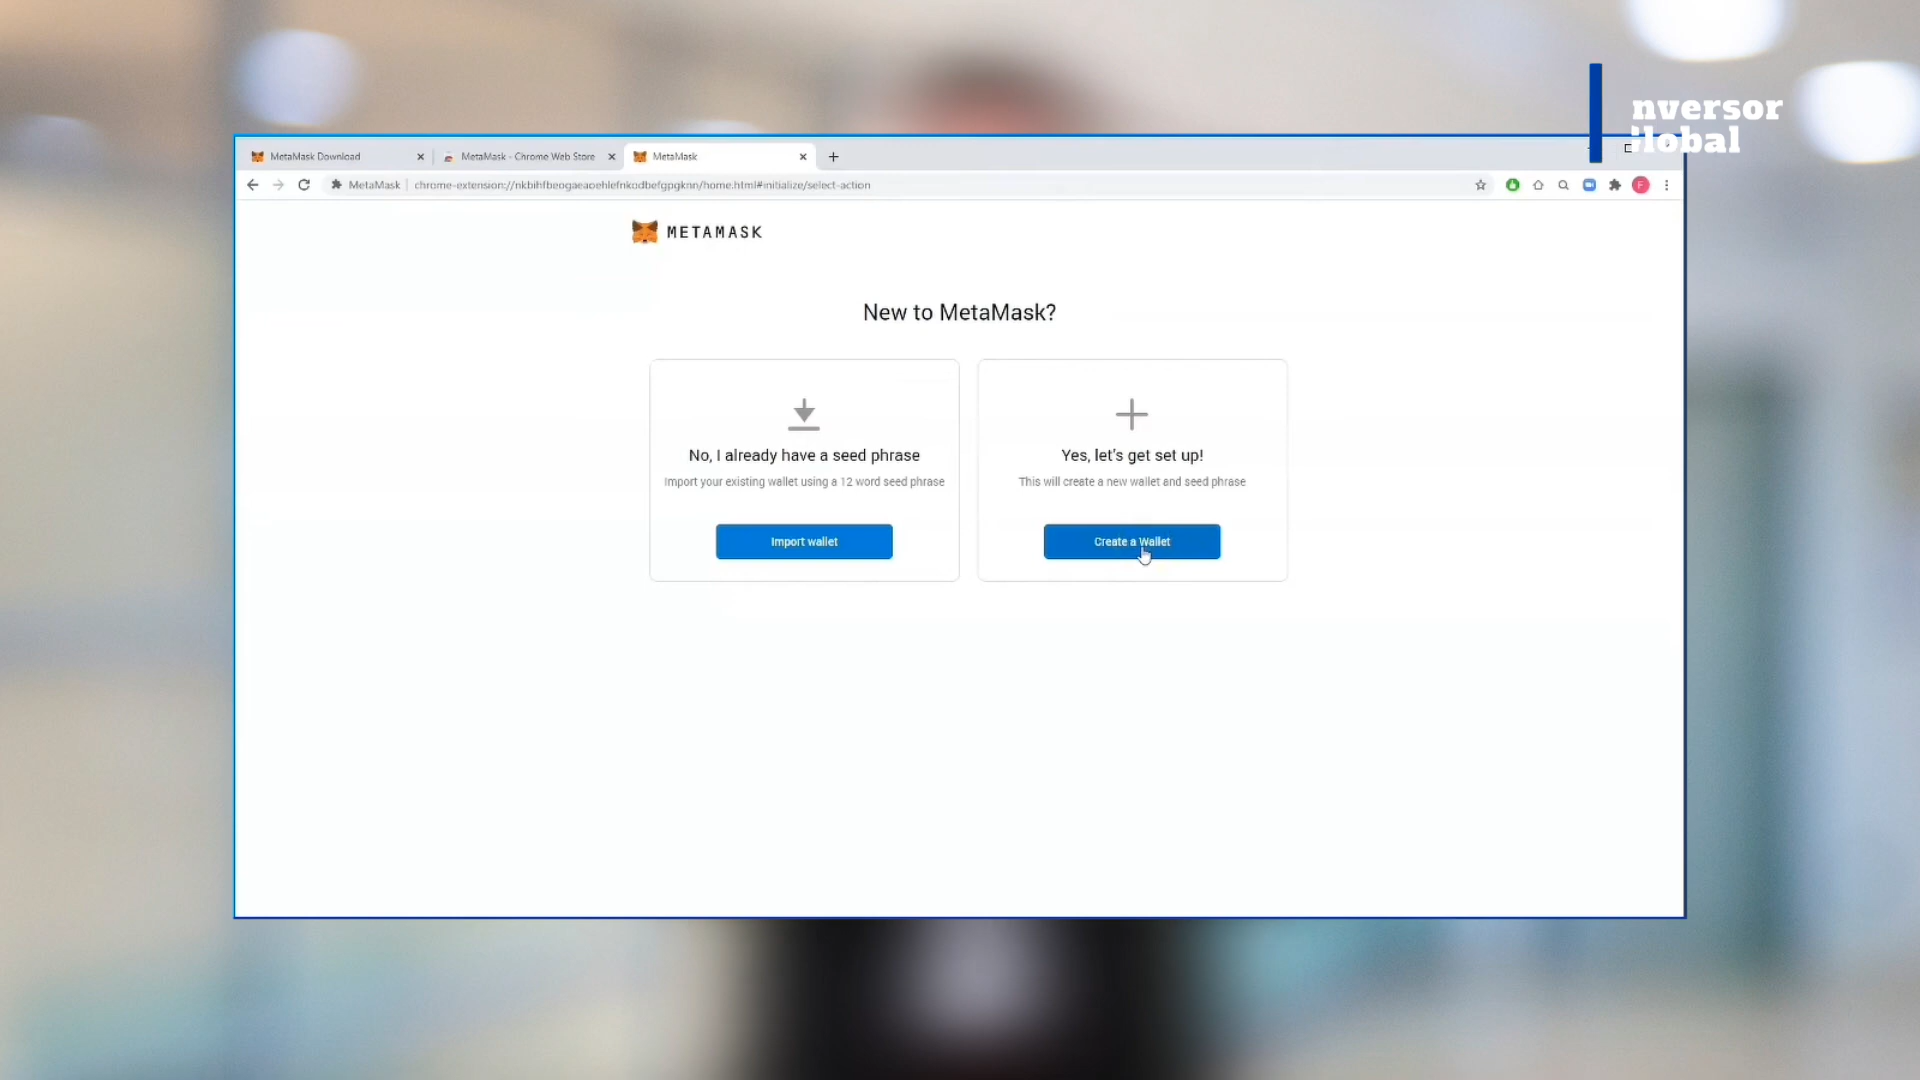 nversor
Global
MetaMask Download
MetaMask - Chrome Web Store
MetaMask
MetaMask
chrome-extension://nkbihfbeogaeaoehlefnkodbefgpgknn/home.html#initialize/select-action
F
METAMASK
New to MetaMask?
No, I already have a seed phrase
Import your existing wallet using a 12 word seed phrase
Import wallet
Yes, let's get set up!
This will create a new wallet and seed phrase
Create a Wallet